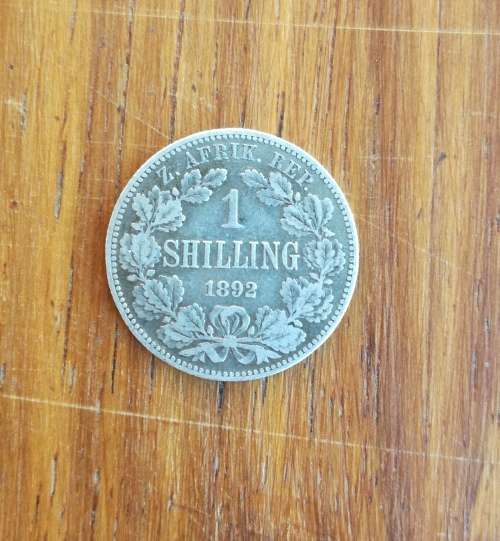 Z. AFRIK. REP.
1
SHILLING
1892